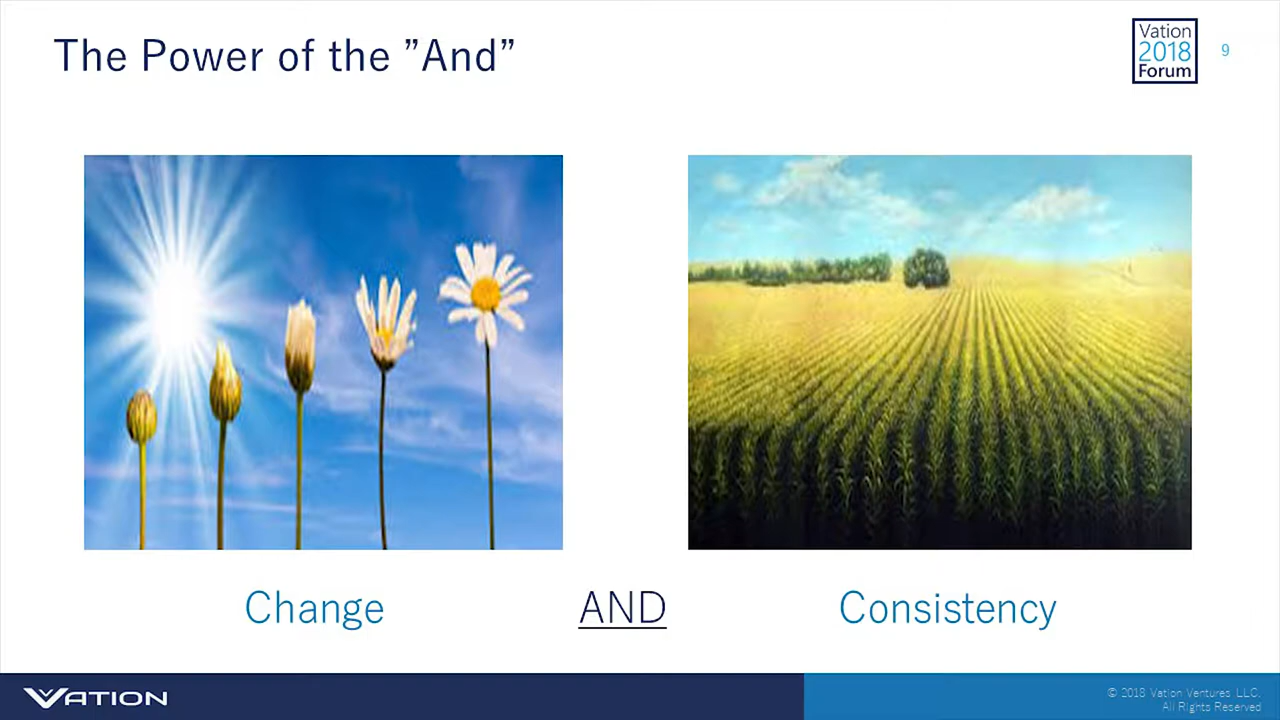 The Power of the ”And”
Vation
2018
Forum
9
Change
AND
Consistency
VATION
© 2018 Vation Ventures LLC.
All Rights Reserved